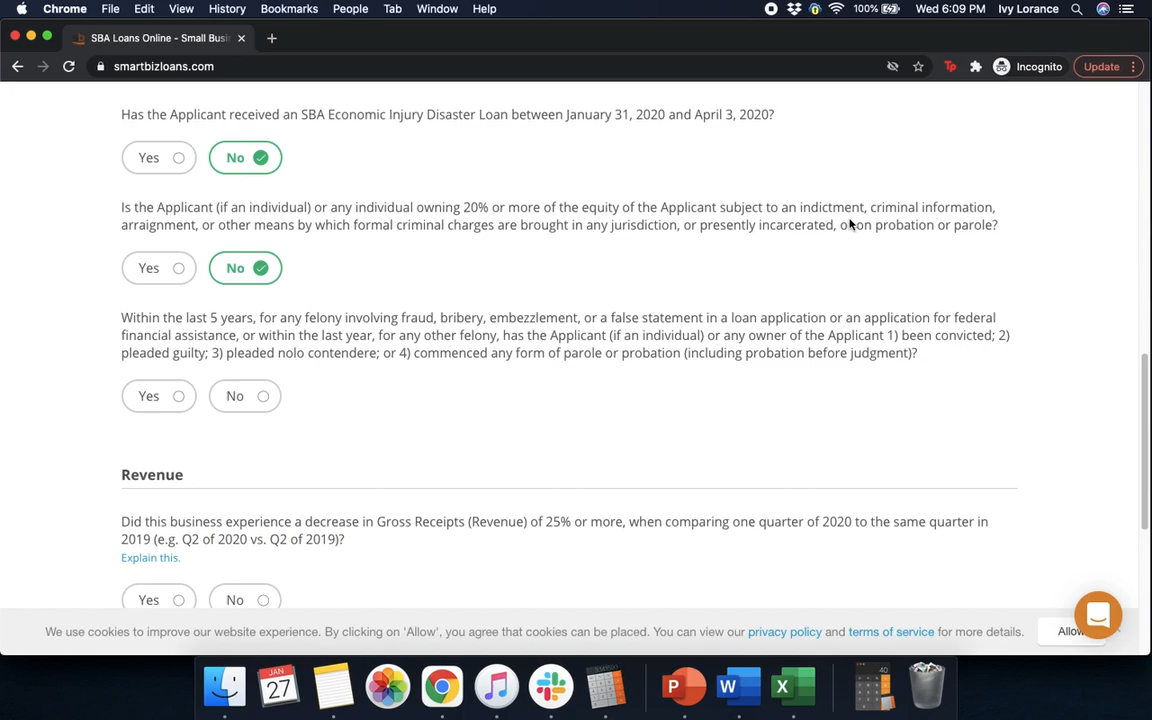 Chrome File Edit View History Bookmarks People Tab Window Help 100% Wed 6:09 PM Ivy Lorance
SBA Loans Online - Small Busi
smartbizloans.com Incognito Update
Has the Applicant received an SBA Economic Injury Disaster Loan between January 31, 2020 and April 3, 2020?
Yes No
Is the Applicant (if an individual) or any individual owning 20% or more of the equity of the Applicant subject to an indictment, criminal information,
arraignment, or other means by which formal criminal charges are brought in any jurisdiction, or presently incarcerated, or on probation or parole?
Yes No
Within the last 5 years, for any felony involving fraud, bribery, embezzlement, or a false statement in a loan application or an application for federal
financial assistance, or within the last year, for any other felony, has the Applicant (if an individual) or any owner of the Applicant 1) been convicted; 2)
pleaded guilty; 3) pleaded nolo contendere; or 4) commenced any form of parole or probation (including probation before judgment)?
Yes No
Revenue
Did this business experience a decrease in Gross Receipts (Revenue) of 25% or more, when comparing one quarter of 2020 to the same quarter in
2019 (e.g. Q2 of 2020 vs. Q2 of 2019)?
Explain this.
Yes No
We use cookies to improve our website experience. By clicking on 'Allow', you agree that cookies can be placed. You can view our privacy policy and terms of service for more details. Allow
JAN
27
P W X